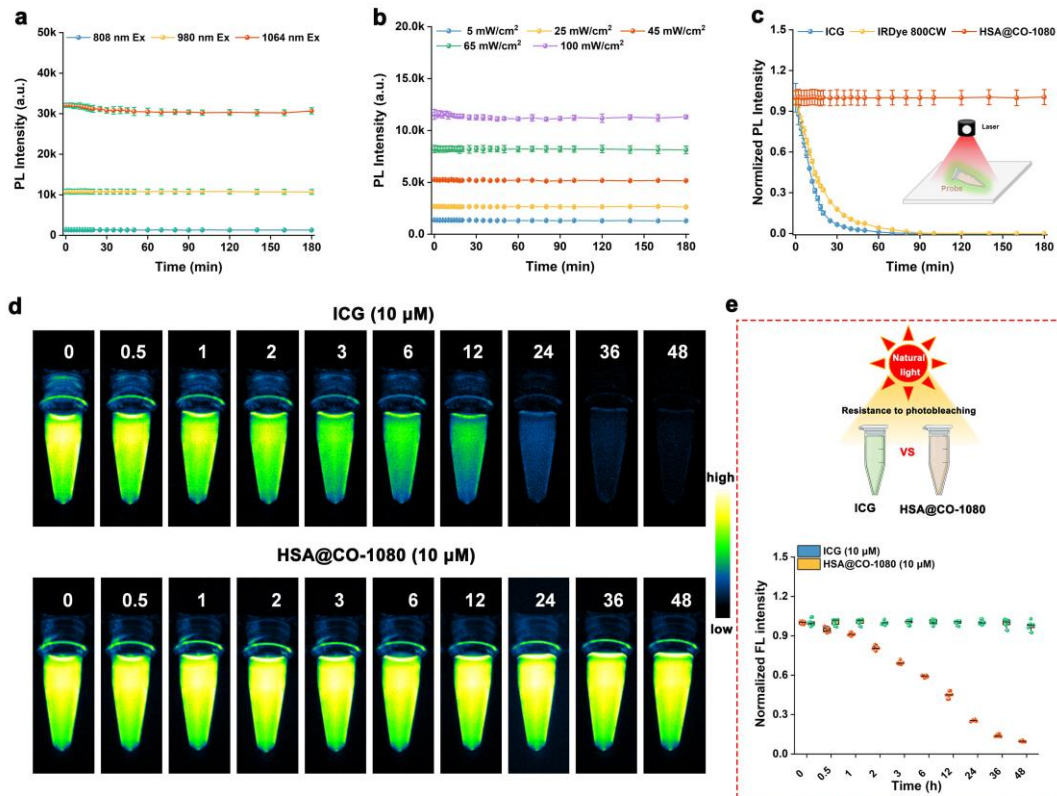 a
808 nm Ex 980 nm Ex 1064 nm Ex
50k
40k
30k
20k
10k
0
PL Intensity (a.u.)
0 30 60 90 120 150 180
Time (min)
b
5 mW/cm² 25 mW/cm² 45 mW/cm²
65 mW/cm² 100 mW/cm²
20.0k
15.0k
10.0k
5.0k
0.0
PL Intensity (a.u.)
0 30 60 90 120 150 180
Time (min)
c
ICG IRDye 800CW HSA@CO-1080
1.5
1.2
0.9
0.6
0.3
0.0
Normlized PL Intensity
Laser
Probe
0 30 60 90 120 150 180
Time (min)
d
ICG (10 μM)
0 0.5 1 2 3 6 12 24 36 48
HSA@CO-1080 (10 μM)
0 0.5 1 2 3 6 12 24 36 48
high
low
e
Natural
light
Resistance to photobleaching
VS
ICG HSA@CO-1080
ICG (10 μM)
HSA@CO-1080 (10 μM)
1.5
1.2
0.9
0.6
0.3
0.0
Normalized FL intensity
0 0.5 1 2 3 6 12 24 36 48
Time (h)